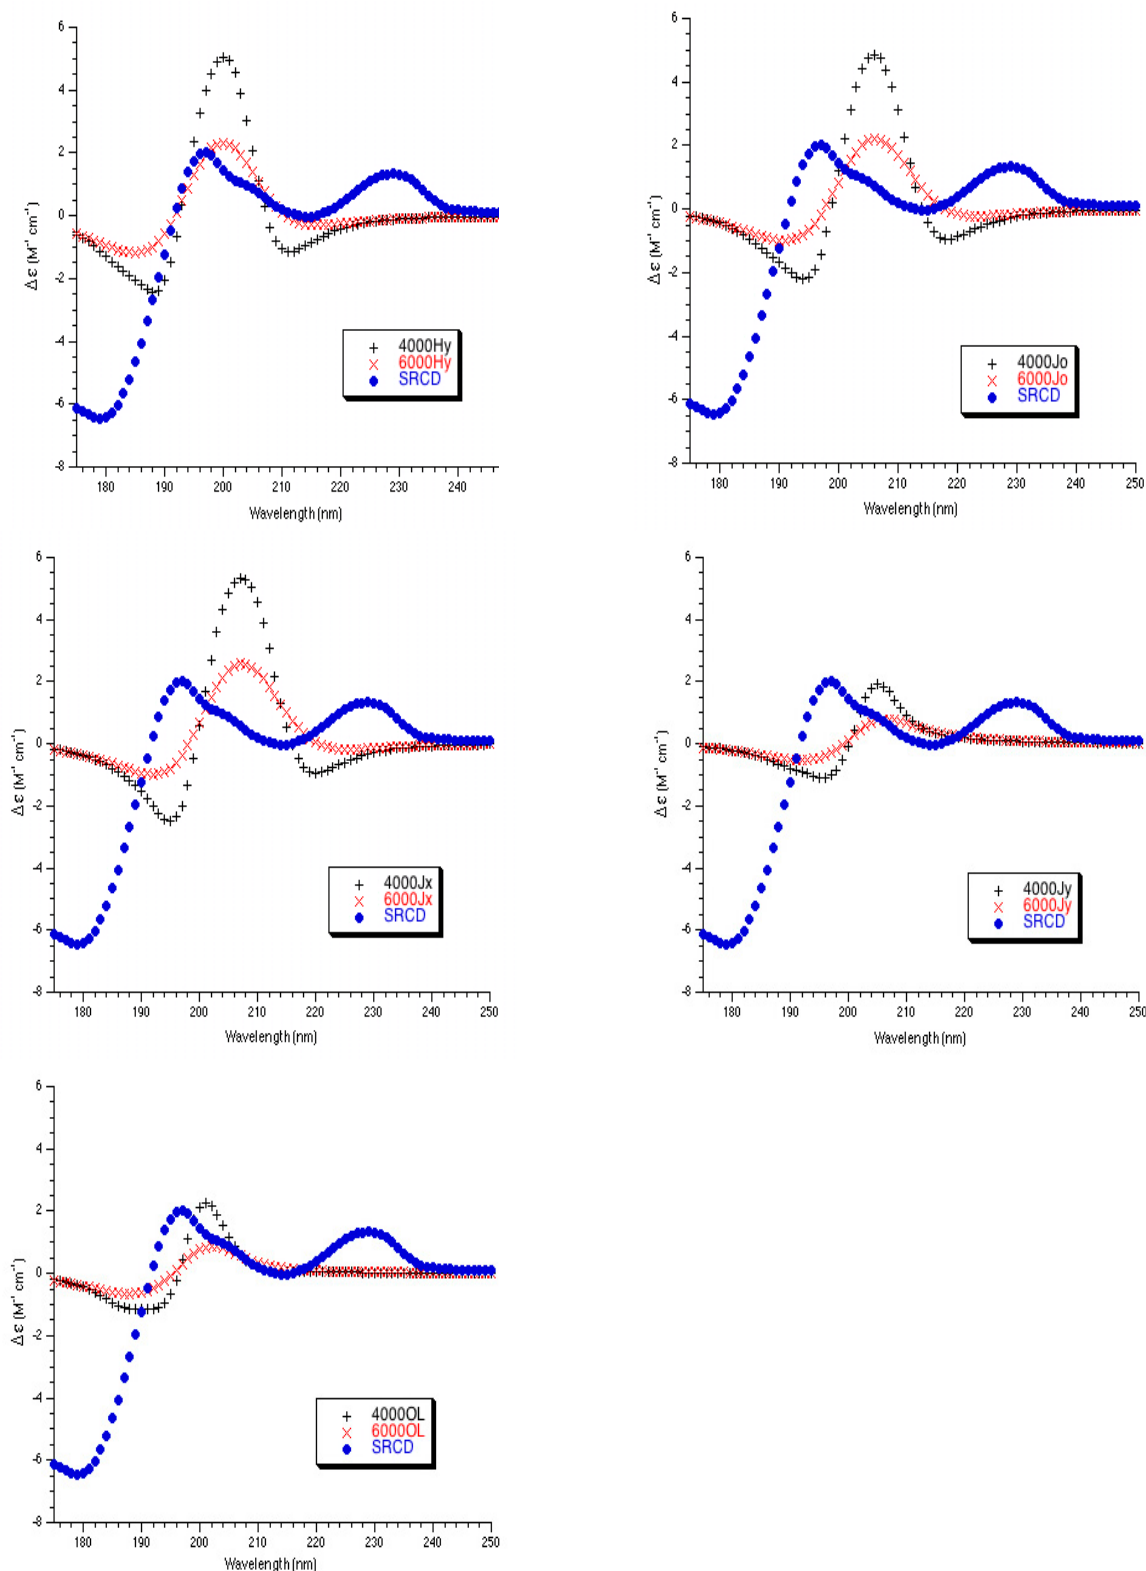 6
4
2
0
-2
-4
-6
-8
Δε (M⁻¹ cm⁻¹)
4000Hy
6000Hy
SRCD
180 190 200 210 220 230 240
Wavelength (nm)
6
4
2
0
-2
-4
-6
-8
Δε (M⁻¹ cm⁻¹)
4000Jo
6000Jo
SRCD
180 190 200 210 220 230 240 250
Wavelength (nm)
6
4
2
0
-2
-4
-6
-8
Δε (M⁻¹ cm⁻¹)
4000Jx
6000Jx
SRCD
180 190 200 210 220 230 240 250
Wavelength (nm)
6
4
2
0
-2
-4
-6
-8
Δε (M⁻¹ cm⁻¹)
4000Jy
6000Jy
SRCD
180 190 200 210 220 230 240 250
Wavelength (nm)
6
4
2
0
-2
-4
-6
-8
Δε (M⁻¹ cm⁻¹)
4000OL
6000OL
SRCD
180 190 200 210 220 230 240 250
Wavelength (nm)